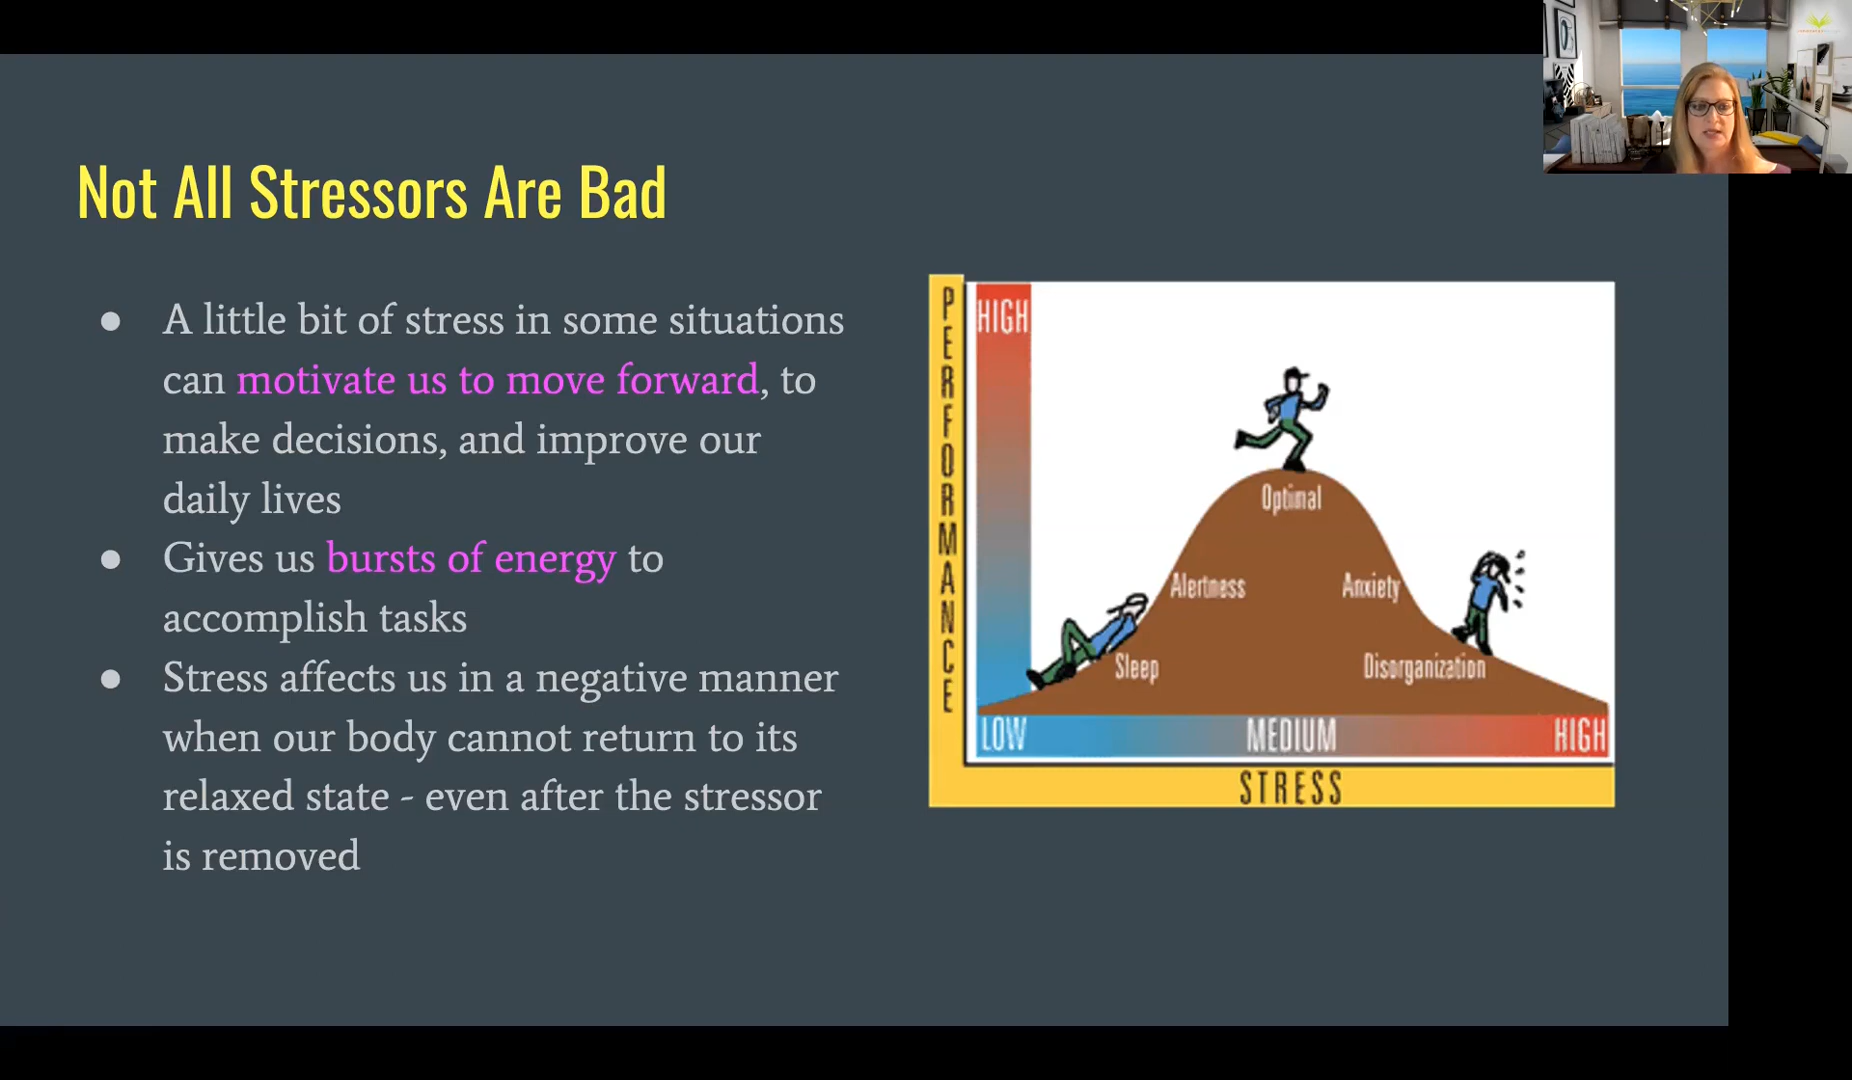 Not All Stressors Are Bad
● A little bit of stress in some situations
can motivate us to move forward, to
make decisions, and improve our
daily lives
● Gives us bursts of energy to
accomplish tasks
● Stress affects us in a negative manner
when our body cannot return to its
relaxed state - even after the stressor
is removed
PERFORMANCE
HIGH
Optimal
Alertness
Anxiety
Sleep
Disorganization
LOW
MEDIUM
HIGH
STRESS